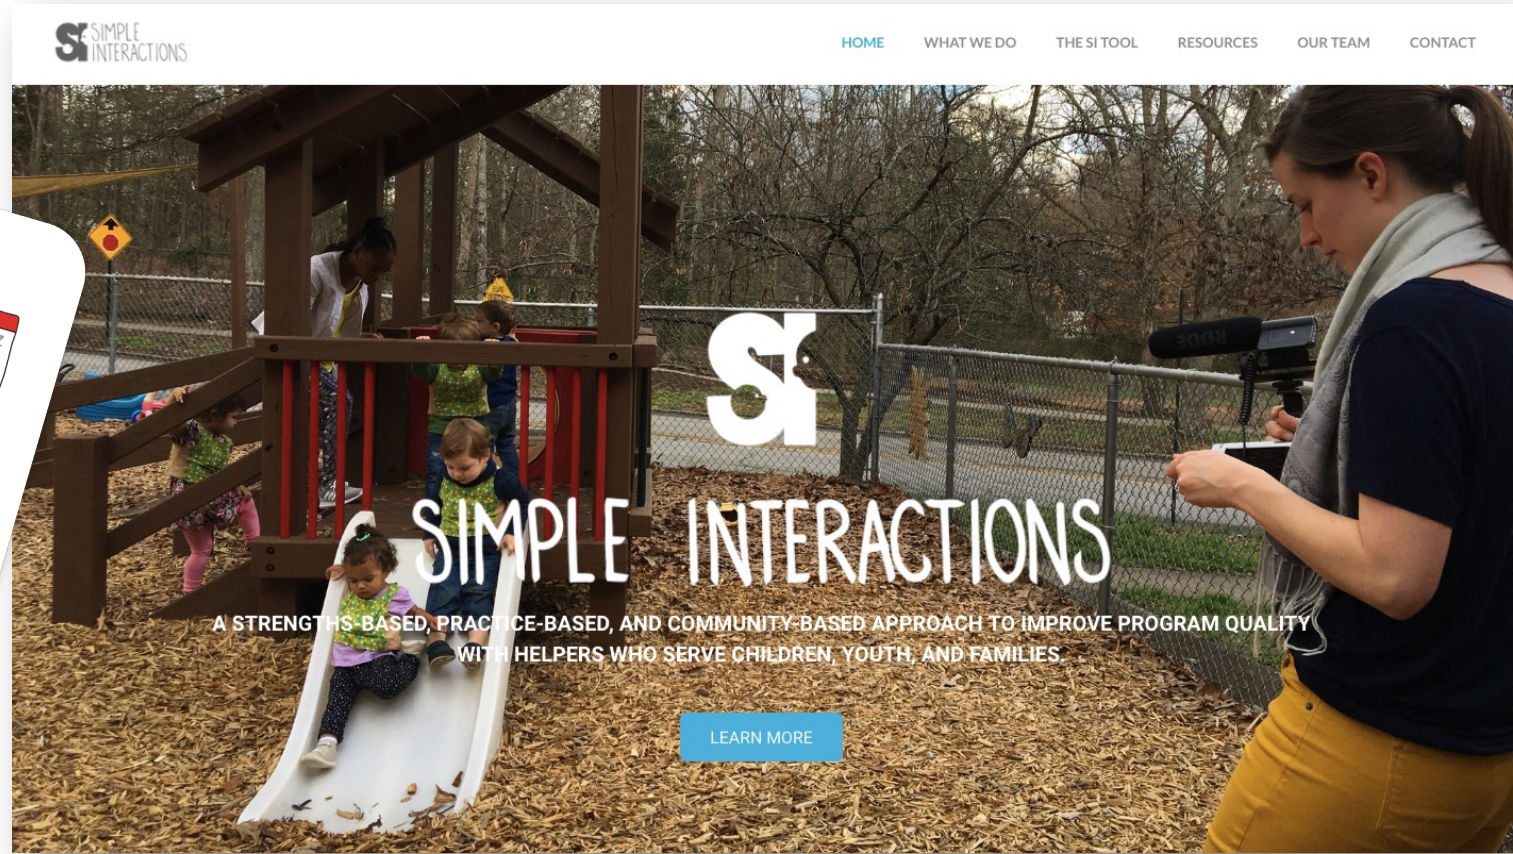 Si SIMPLE
INTERACTIONS
HOME WHAT WE DO THE SI TOOL RESOURCES OUR TEAM CONTACT
RØDE
Si
SIMPLE INTERACTIONS
A STRENGTHS-BASED, PRACTICE-BASED, AND COMMUNITY-BASED APPROACH TO IMPROVE PROGRAM QUALITY
WITH HELPERS WHO SERVE CHILDREN, YOUTH, AND FAMILIES.
LEARN MORE